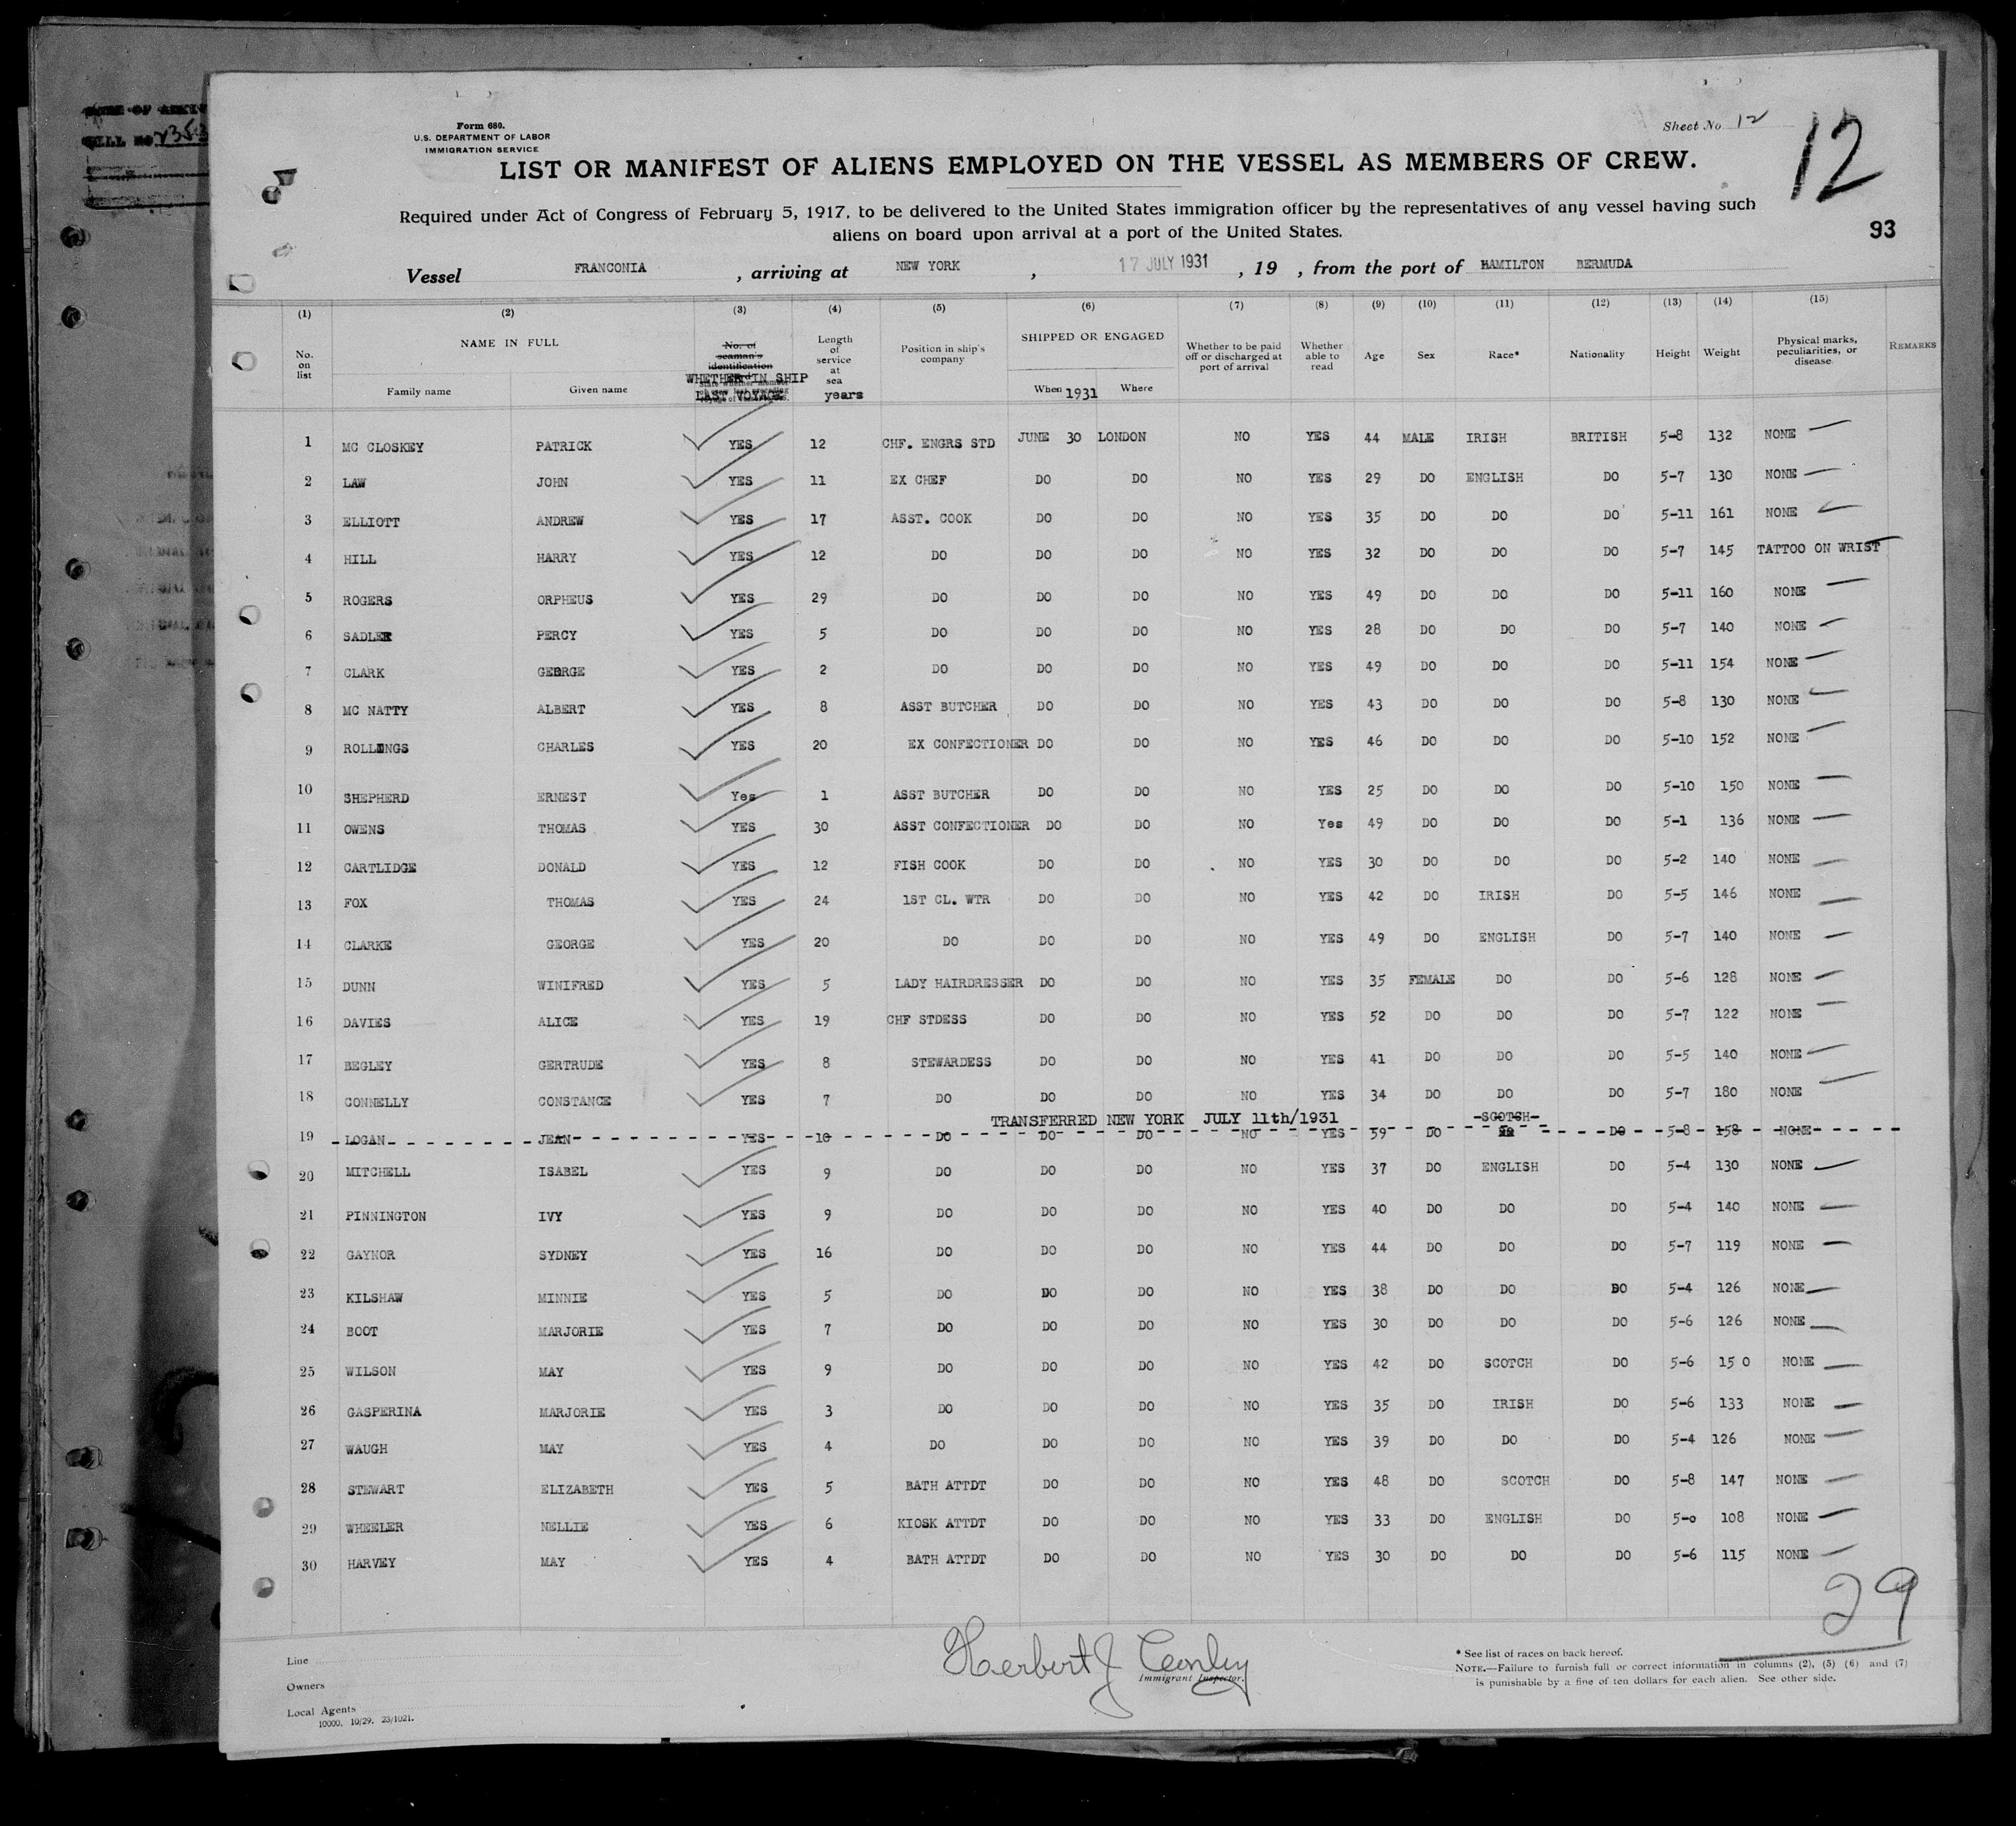 Form 680.
U.S. DEPARTMENT OF LABOR
IMMIGRATION SERVICE
Sheet No 12
12
LIST OR MANIFEST OF ALIENS EMPLOYED ON THE VESSEL AS MEMBERS OF CREW.
Required under Act of Congress of February 5, 1917, to be delivered to the United States immigration officer by the representatives of any vessel having such
aliens on board upon arrival at a port of the United States.
93
Vessel FRANCONIA , arriving at NEW YORK , 17 JULY 1931 , 19 , from the port of HAMILTON BERMUDA
(1) (2) (3) (4) (5) (6) (7) (8) (9) (10) (11) (12) (13) (14) (15)
No. on list NAME IN FULL Family name Given name No. of seaman's identification WHETHER IN SHIP LAST VOYAGE Length of service at sea years Position in ship's company SHIPPED OR ENGAGED When 1931 Where Whether to be paid off or discharged at port of arrival Whether able to read Age Sex Race* Nationality Height Weight Physical marks, peculiarities, or disease REMARKS
1 MC CLOSKEY PATRICK YES 12 CHF. ENGRS STD JUNE 30 LONDON NO YES 44 MALE IRISH BRITISH 5-8 132 NONE
2 LAW JOHN YES 11 EX CHEF DO DO NO YES 29 DO ENGLISH DO 5-7 130 NONE
3 ELLIOTT ANDREW YES 17 ASST. COOK DO DO NO YES 35 DO DO DO 5-11 161 NONE
4 HILL HARRY YES 12 DO DO DO NO YES 32 DO DO DO 5-7 145 TATTOO ON WRIST
5 ROGERS ORPHEUS YES 29 DO DO DO NO YES 49 DO DO DO 5-11 160 NONE
6 SADLER PERCY YES 5 DO DO DO NO YES 28 DO DO DO 5-7 140 NONE
7 CLARK GEORGE YES 2 DO DO DO NO YES 49 DO DO DO 5-11 154 NONE
8 MC NATTY ALBERT YES 8 ASST BUTCHER DO DO NO YES 43 DO DO DO 5-8 130 NONE
9 ROLLINGS CHARLES YES 20 EX CONFECTIONER DO DO NO YES 46 DO DO DO 5-10 152 NONE
10 SHEPHERD ERNEST Yes 1 ASST BUTCHER DO DO NO YES 25 DO DO DO 5-10 150 NONE
11 OWENS THOMAS YES 30 ASST CONFECTIONER DO DO NO Yes 49 DO DO DO 5-1 136 NONE
12 CARTLIDGE DONALD YES 12 FISH COOK DO DO NO YES 30 DO DO DO 5-2 140 NONE
13 FOX THOMAS YES 24 1ST CL. WTR DO DO NO YES 42 DO IRISH DO 5-5 146 NONE
14 CLARKE GEORGE YES 20 DO DO DO NO YES 49 DO ENGLISH DO 5-7 140 NONE
15 DUNN WINIFRED YES 5 LADY HAIRDRESSER DO DO NO YES 35 FEMALE DO DO 5-6 128 NONE
16 DAVIES ALICE YES 19 CHF STDESS DO DO NO YES 52 DO DO DO 5-7 122 NONE
17 BEGLEY GERTRUDE YES 8 STEWARDESS DO DO NO YES 41 DO DO DO 5-5 140 NONE
18 CONNELLY CONSTANCE YES 7 DO DO DO NO YES 34 DO DO DO 5-7 180 NONE
TRANSFERRED NEW YORK JULY 11th/1931 -SCOTCH-
19 LOGAN JEAN YES 10 DO DO DO NO YES 59 DO DO 5-8 158 NONE
20 MITCHELL ISABEL YES 9 DO DO DO NO YES 37 DO ENGLISH DO 5-4 130 NONE
21 PINNINGTON IVY YES 9 DO DO DO NO YES 40 DO DO DO 5-4 140 NONE
22 GAYNOR SYDNEY YES 16 DO DO DO NO YES 44 DO DO DO 5-7 119 NONE
23 KILSHAW MINNIE YES 5 DO DO DO NO YES 38 DO DO DO 5-4 126 NONE
24 BOOT MARJORIE YES 7 DO DO DO NO YES 30 DO DO DO 5-6 126 NONE
25 WILSON MAY YES 9 DO DO DO NO YES 42 DO SCOTCH DO 5-6 15 0 NONE
26 GASPERINA MARJORIE YES 3 DO DO DO NO YES 35 DO IRISH DO 5-6 133 NONE
27 WAUGH MAY YES 4 DO DO DO NO YES 39 DO DO DO 5-4 126 NONE
28 STEWART ELIZABETH YES 5 BATH ATTDT DO DO NO YES 48 DO SCOTCH DO 5-8 147 NONE
29 WHEELER NELLIE YES 6 KIOSK ATTDT DO DO NO YES 33 DO ENGLISH DO 5-0 108 NONE
30 HARVEY MAY YES 4 BATH ATTDT DO DO NO YES 30 DO DO DO 5-6 115 NONE
29
Line
Owners
Local Agents
10000. 10/29. 23/1021.
Herbert J
Immigrant Inspector.
* See list of races on back hereof.
NOTE.—Failure to furnish full or correct information in columns (2), (5) (6) and (7)
is punishable by a fine of ten dollars for each alien. See other side.